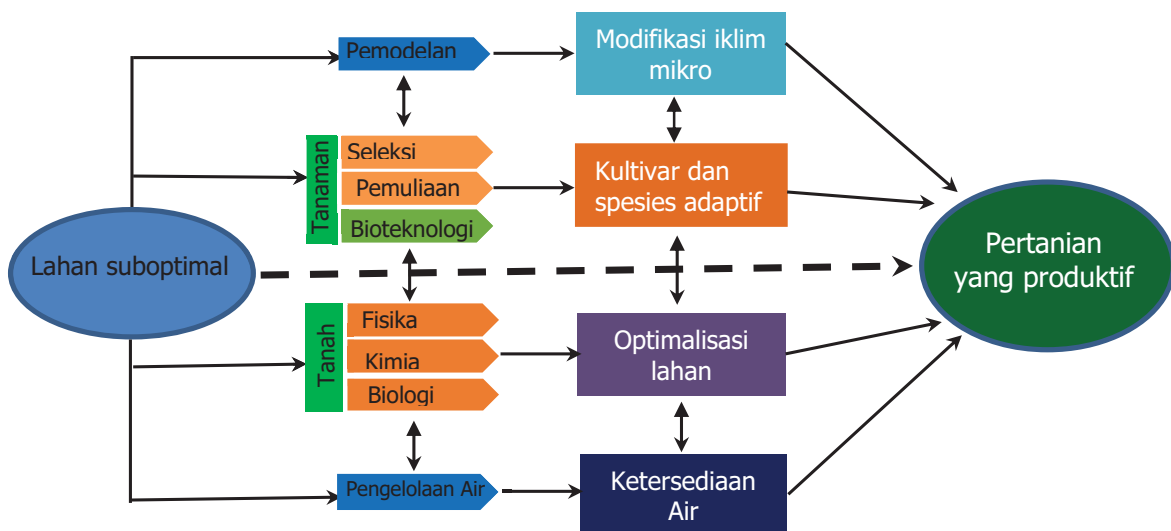 Pemodelan
Modifikasi iklim
mikro
Tanaman
Seleksi
Pemuliaan
Bioteknologi
Kultivar dan
spesies adaptif
Lahan suboptimal
Pertanian
yang produktif
Tanah
Fisika
Kimia
Biologi
Optimalisasi
lahan
Pengelolaan Air
Ketersediaan
Air